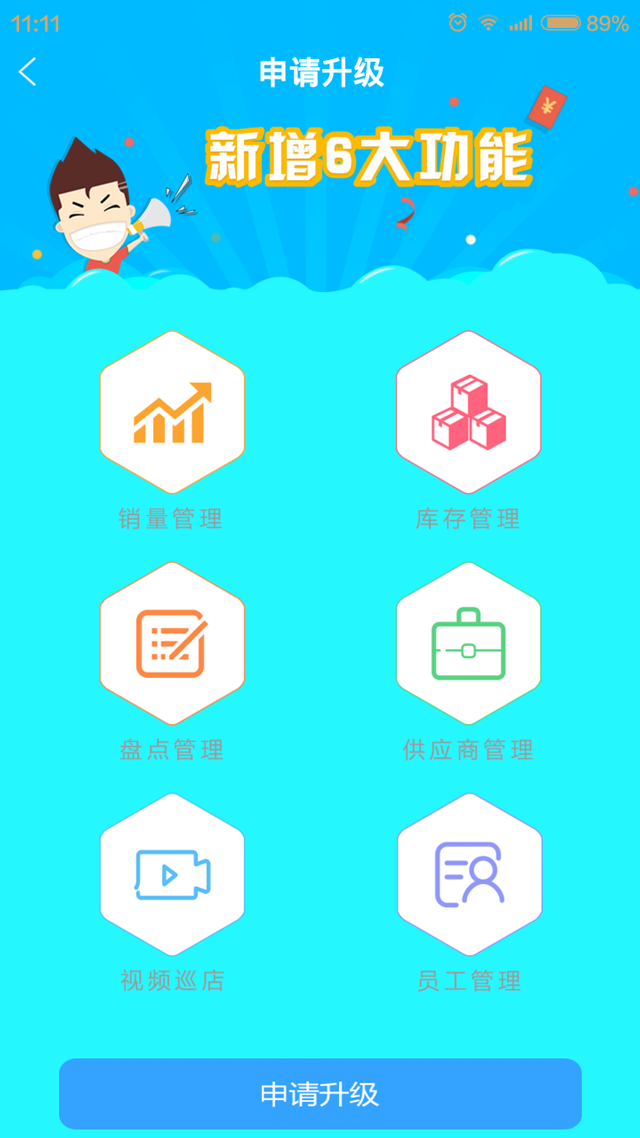 11:11 89%
申请升级
¥
新增6大功能
销量管理 库存管理
盘点管理 供应商管理
视频巡店 员工管理
申请升级